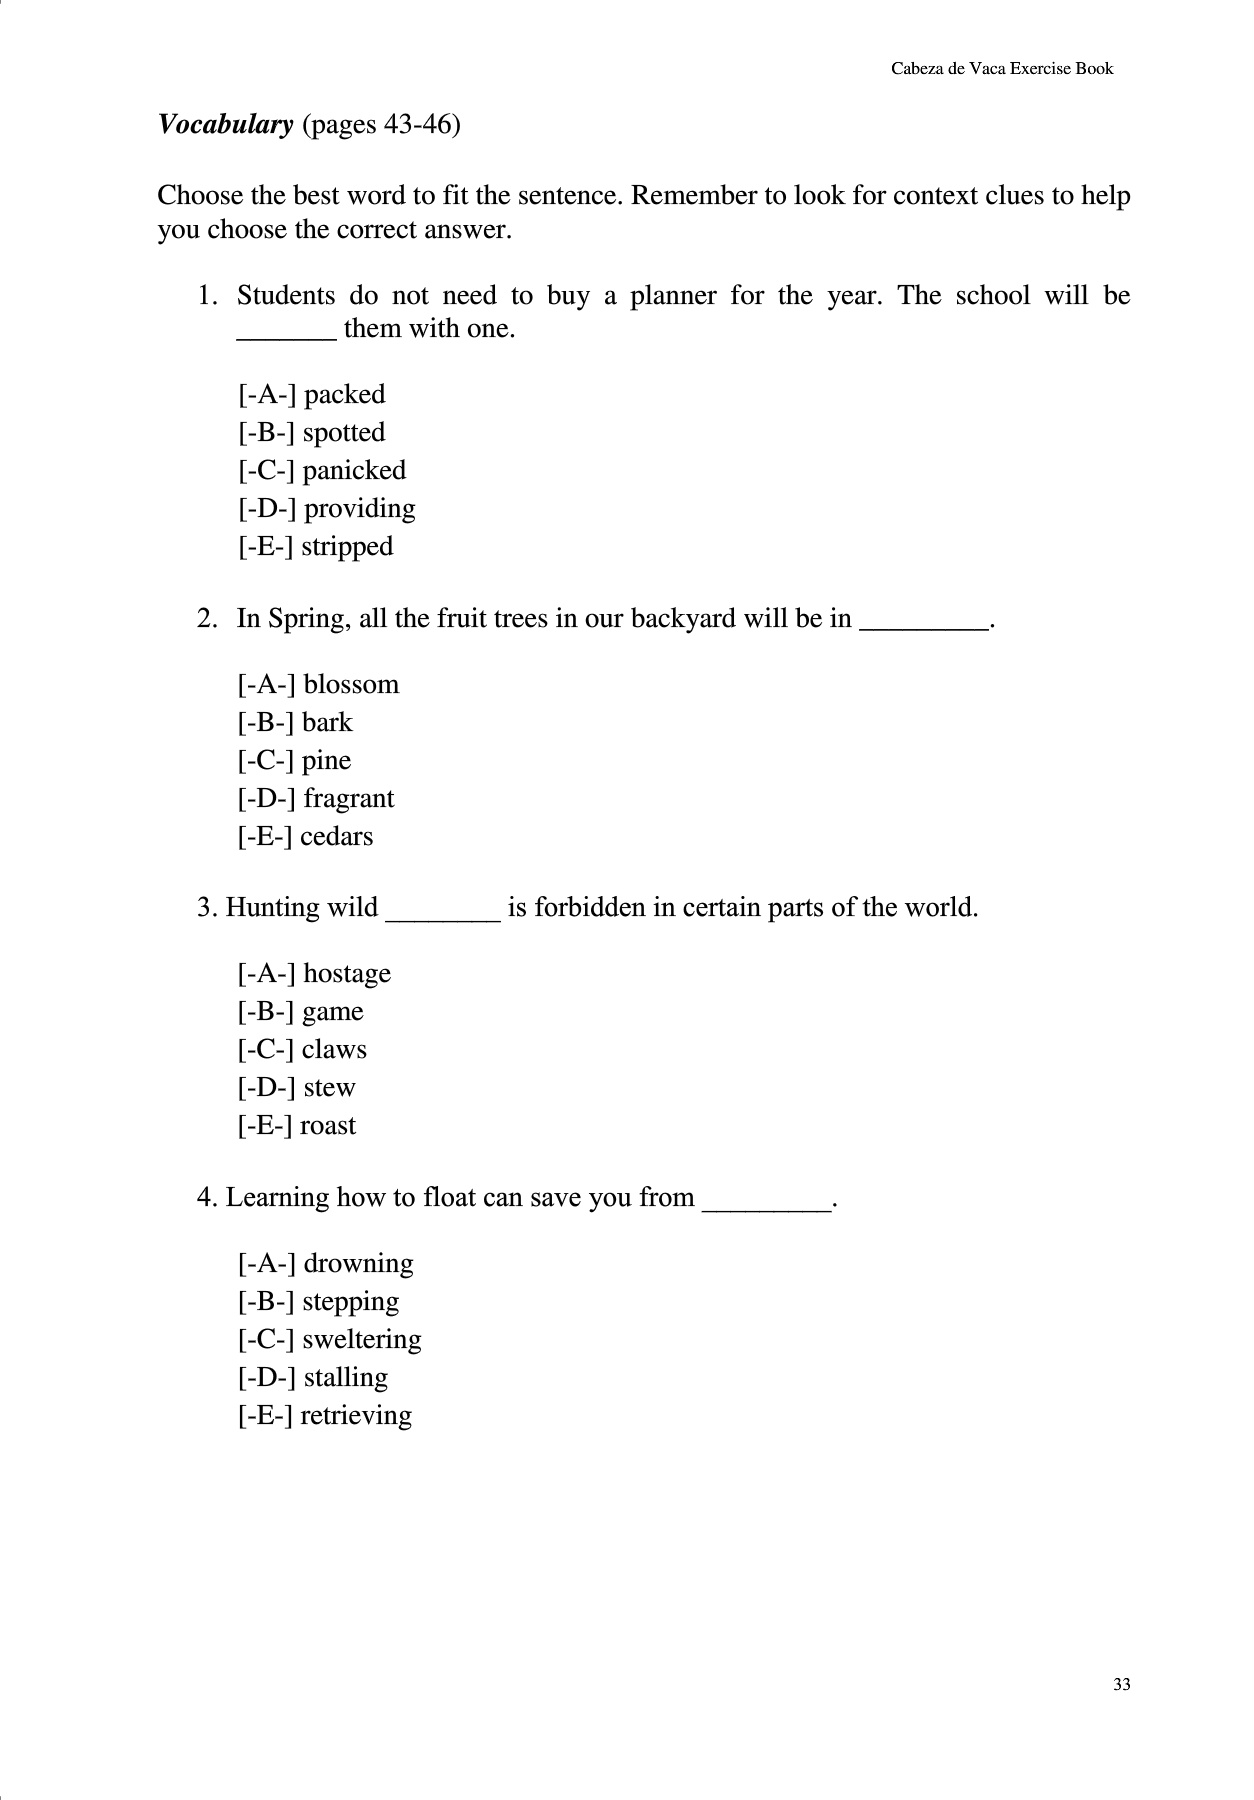 Cabeza de Vaca Exercise Book
Vocabulary (pages 43-46)
Choose the best word to fit the sentence. Remember to look for context clues to help
you choose the correct answer.
1. Students do not need to buy a planner for the year. The school will be
_______ them with one.
[-A-] packed
[-B-] spotted
[-C-] panicked
[-D-] providing
[-E-] stripped
2. In Spring, all the fruit trees in our backyard will be in _________.
[-A-] blossom
[-B-] bark
[-C-] pine
[-D-] fragrant
[-E-] cedars
3. Hunting wild ________ is forbidden in certain parts of the world.
[-A-] hostage
[-B-] game
[-C-] claws
[-D-] stew
[-E-] roast
4. Learning how to float can save you from _________.
[-A-] drowning
[-B-] stepping
[-C-] sweltering
[-D-] stalling
[-E-] retrieving
33